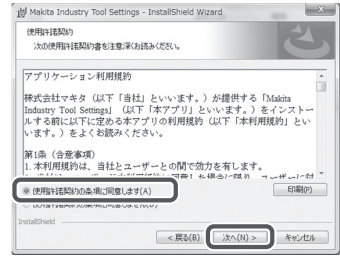 Makita Industry Tool Settings - InstallShield Wizard
使用許諾契約
次の使用許諾契約書を注意深くお読みください。
アプリケーション利用規約
株式会社マキタ（以下「当社」といいます。）が提供する「Makita
Industry Tool Settings」（以下「本アプリ」といいます。）をインストー
ルする前に以下に定める本アプリの利用規約（以下「本利用規約」とい
います。）をよくお読みください。
第1条（合意事項）
1. 本利用規約は、当社とユーザーとの間で効力を有します。
使用許諾契約の条項に同意します(A)
印刷(P)
InstallShield
< 戻る(B)
次へ(N) >
キャンセル